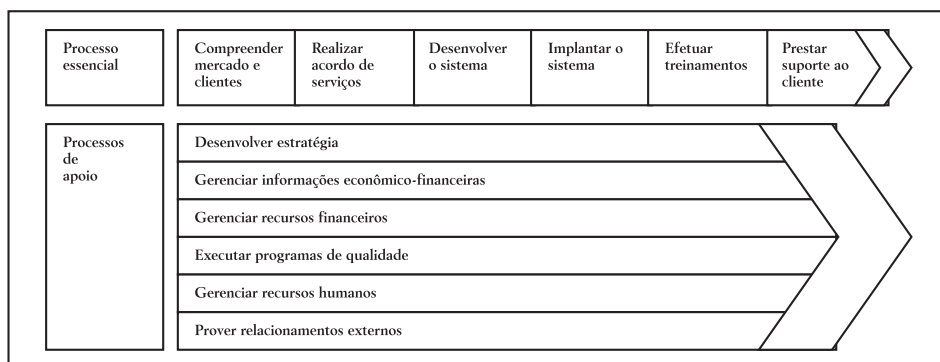 Processo
essencial
Compreender
mercado e
clientes
Realizar
acordo de
serviços
Desenvolver
o sistema
Implantar o
sistema
Efetuar
treinamentos
Prestar
suporte ao
cliente
Processos
de
apoio
Desenvolver estratégia
Gerenciar informações econômico-financeiras
Gerenciar recursos financeiros
Executar programas de qualidade
Gerenciar recursos humanos
Prover relacionamentos externos